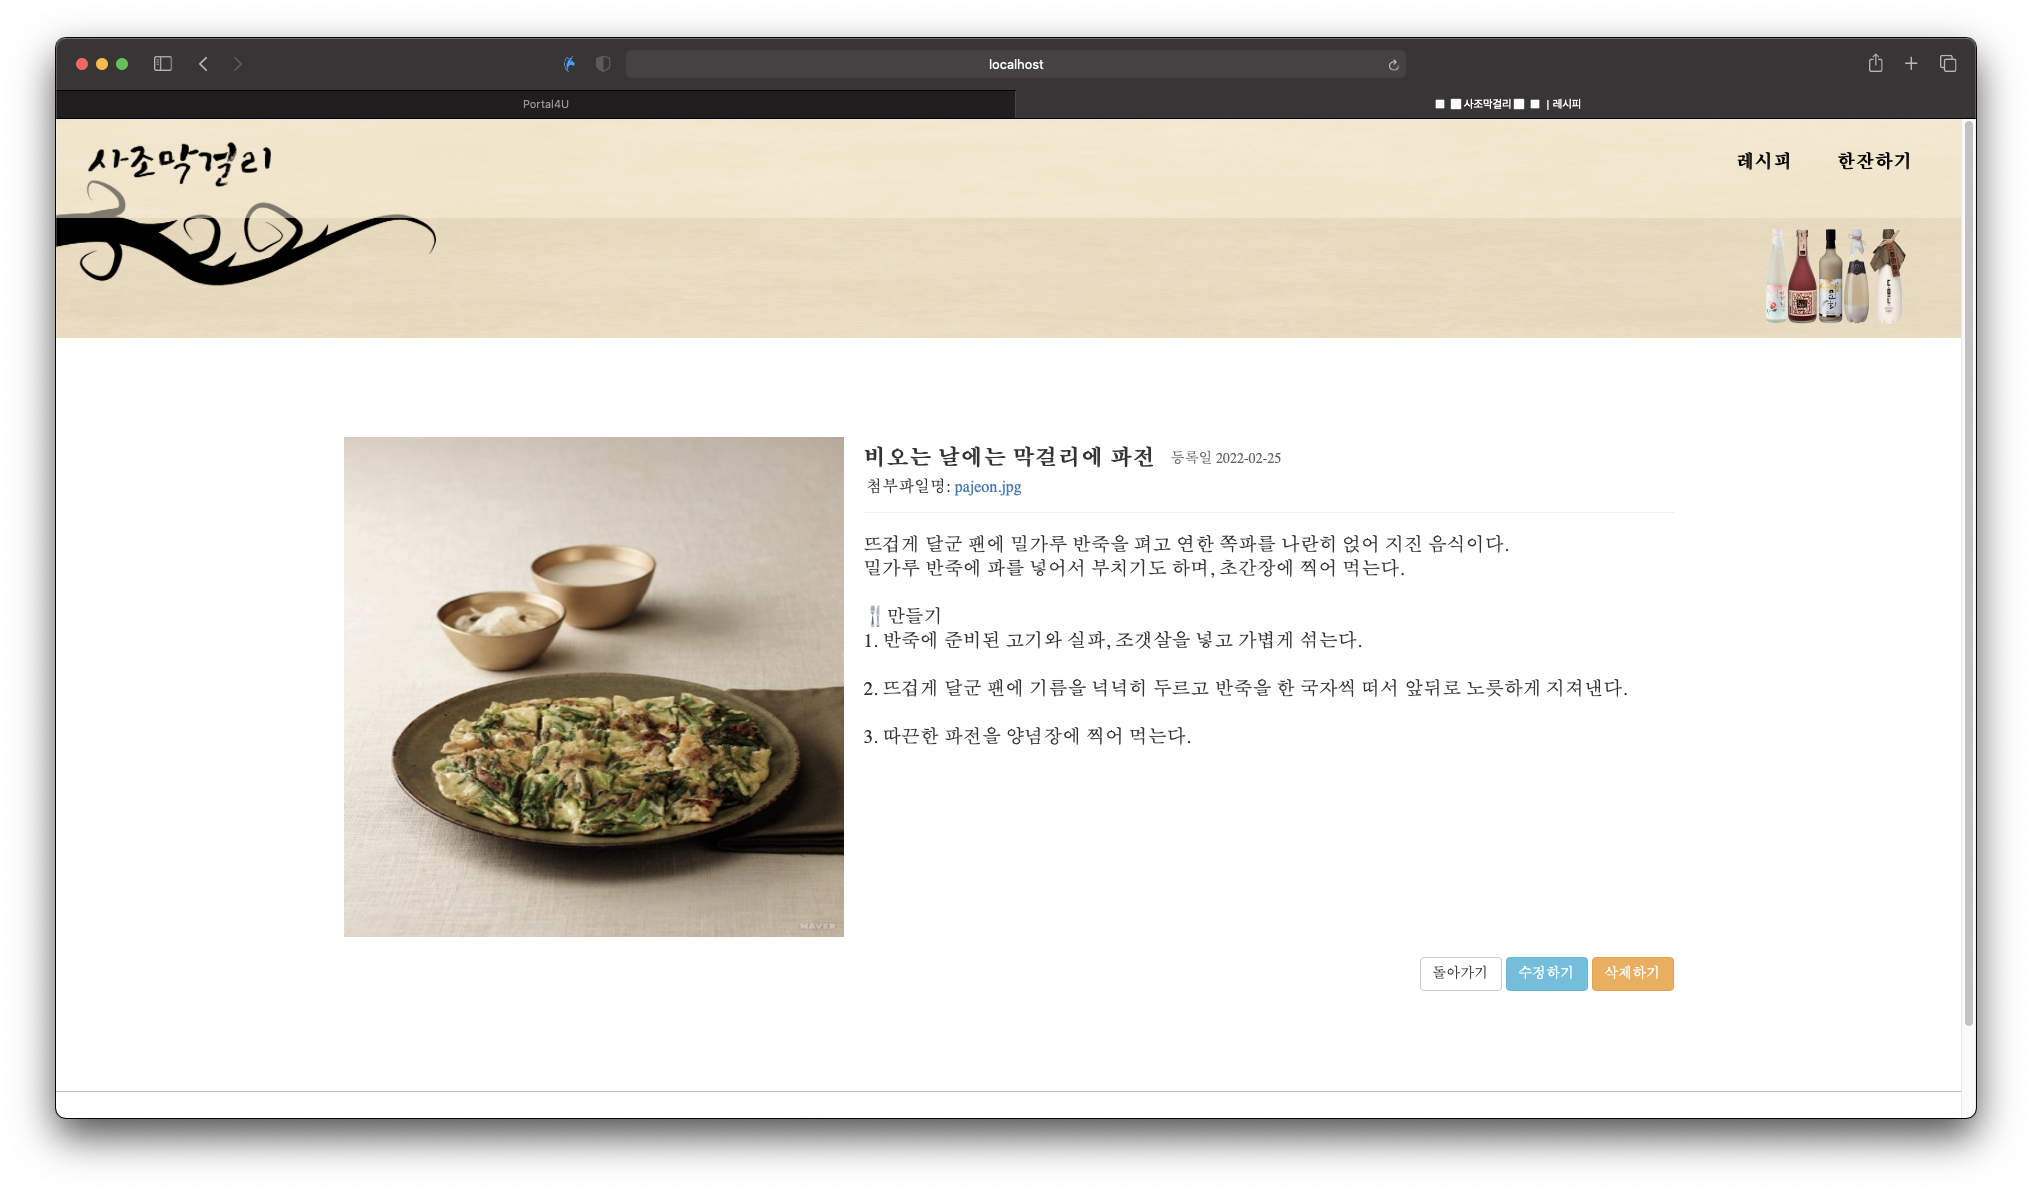 localhost
Portal4U
사조막걸리 | 레시피
사조막걸리
레시피 한잔하기
비오는 날에는 막걸리에 파전 등록일 2022-02-25
첨부파일명: pajeon.jpg
뜨겁게 달군 팬에 밀가루 반죽을 펴고 연한 쪽파를 나란히 얹어 지진 음식이다.
밀가루 반죽에 파를 넣어서 부치기도 하며, 초간장에 찍어 먹는다.
🍴만들기
1. 반죽에 준비된 고기와 실파, 조갯살을 넣고 가볍게 섞는다.
2. 뜨겁게 달군 팬에 기름을 넉넉히 두르고 반죽을 한 국자씩 떠서 앞뒤로 노릇하게 지져낸다.
3. 따끈한 파전을 양념장에 찍어 먹는다.
NAVER
돌아가기 수정하기 삭제하기